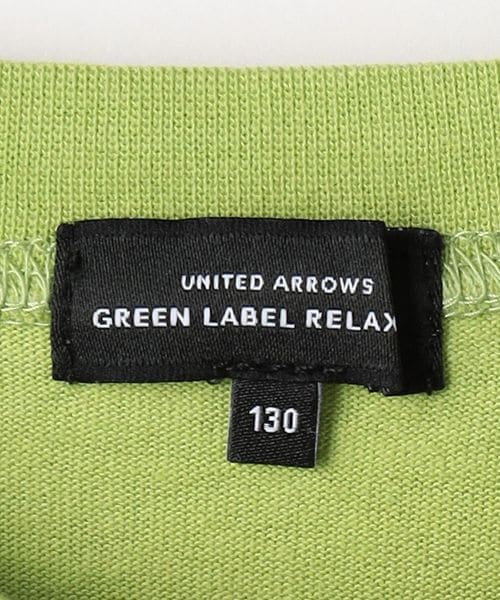 UNITED ARROWS
GREEN LABEL RELAX
130